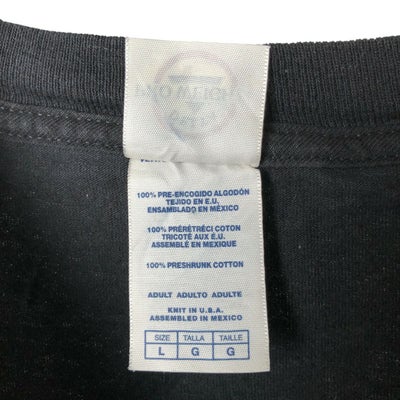 100% PRE-ENCOGIDO ALGODÓN
TEJIDO EN E.U.
ENSAMBLADO EN MÉXICO
100% PRÉRÉTRÉCI COTON
TRICOTÉ AUX É.U.
ASSEMBLÉ EN MEXIQUE
100% PRESHRUNK COTTON
ADULT ADULTO ADULTE
KNIT IN U.S.A.
ASSEMBLED IN MEXICO
SIZE TALLA TAILLE
L G G